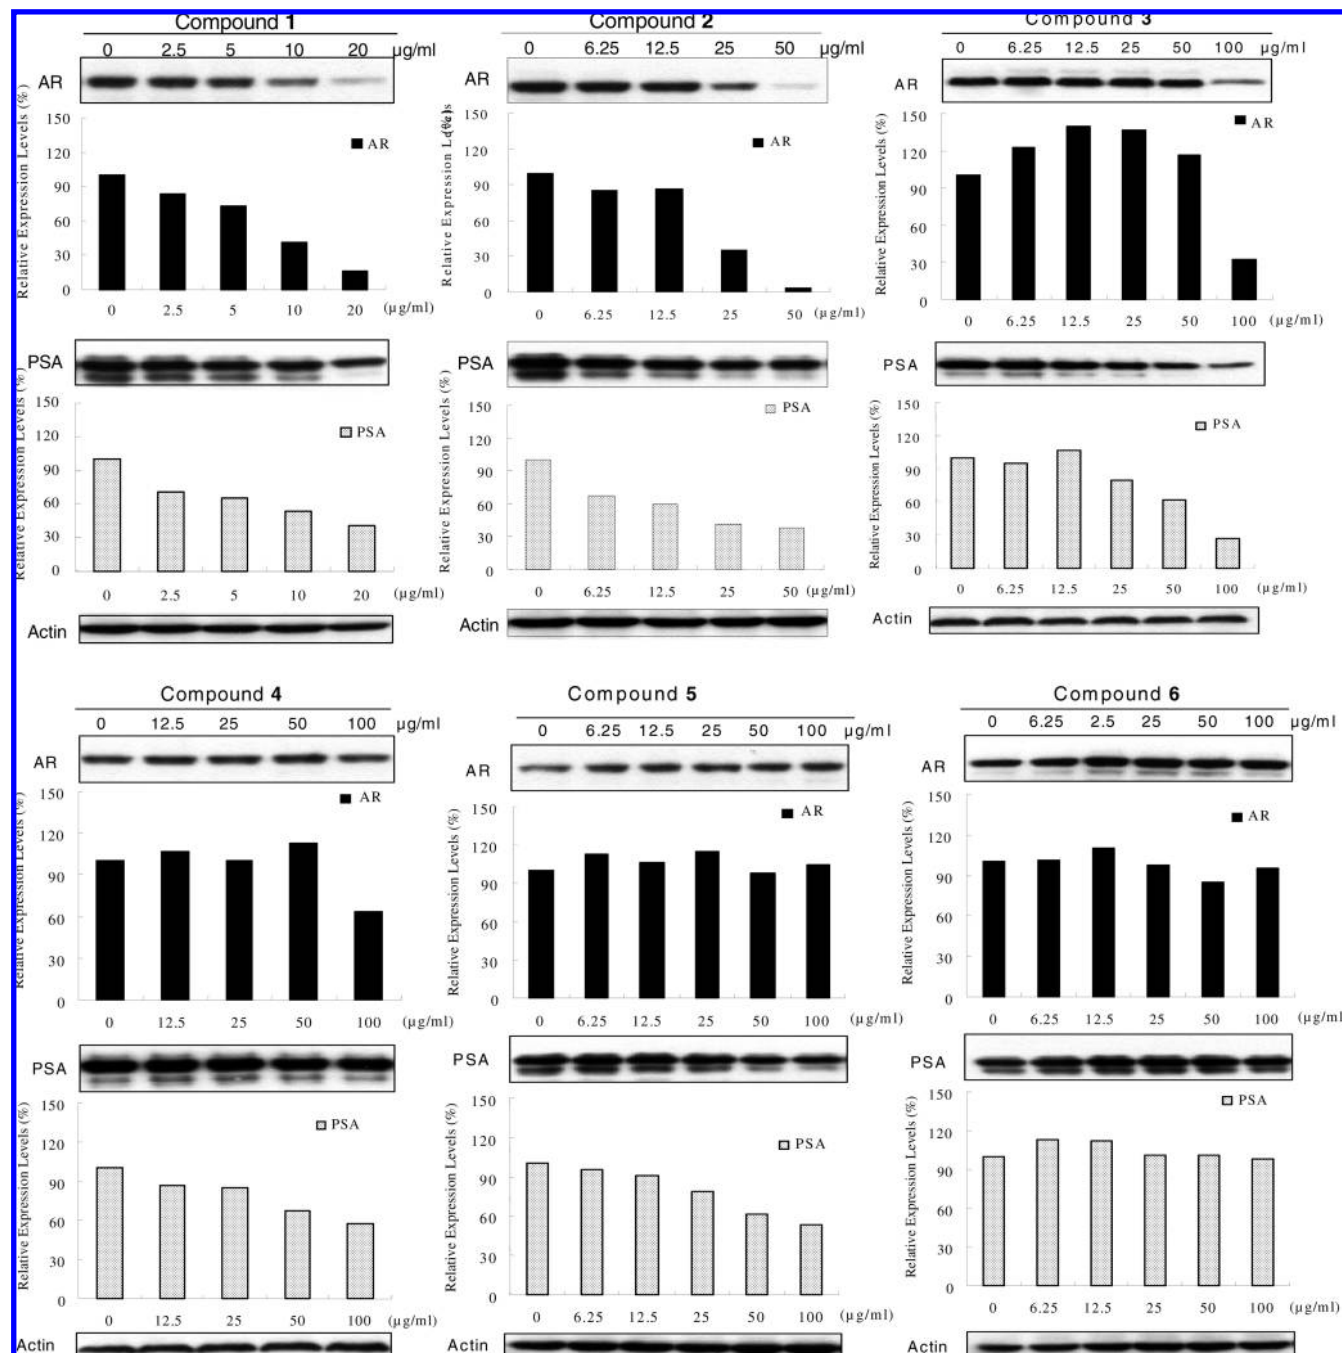 Compound 1
0 2.5 5 10 20 µg/ml
AR
Relative Expression Levels (%)
150
120
90
60
30
0
AR
0 2.5 5 10 20 (µg/ml)
PSA
Relative Expression Levels (%)
150
120
90
60
30
0
PSA
0 2.5 5 10 20 (µg/ml)
Actin
Compound 2
0 6.25 12.5 25 50 µg/ml
AR
Relative Expression Levels
150
120
90
60
30
0
AR
0 6.25 12.5 25 50 (µg/ml)
PSA
Relative Expression Levels (%)
150
120
90
60
30
0
PSA
0 6.25 12.5 25 50 (µg/ml)
Actin
Compound 3
0 6.25 12.5 25 50 100 µg/ml
AR
Relative Expression Levels (%)
150
120
90
60
30
0
AR
0 6.25 12.5 25 50 100 (µg/ml)
PSA
Relative Expression Levels (%)
150
120
90
60
30
0
PSA
0 6.25 12.5 25 50 100 (µg/ml)
Actin
Compound 4
0 12.5 25 50 100 µg/ml
AR
Relative Expression Levels (%)
150
120
90
60
30
0
AR
0 12.5 25 50 100 (µg/ml)
PSA
Relative Expression Levels (%)
150
120
90
60
30
0
PSA
0 12.5 25 50 100 (µg/ml)
Actin
Compound 5
0 6.25 12.5 25 50 100 µg/ml
AR
Relative Expression Levels (%)
150
120
90
60
30
0
AR
0 6.25 12.5 25 50 100 (µg/ml)
PSA
Relative Expression Levels (%)
150
120
90
60
30
0
PSA
0 6.25 12.5 25 50 100 (µg/ml)
Actin
Compound 6
0 6.25 2.5 25 50 100 µg/ml
AR
Relative Expression Levels (%)
150
120
90
60
30
0
AR
0 6.25 12.5 25 50 100 (µg/ml)
PSA
Relative Expression Levels (%)
150
120
90
60
30
0
PSA
0 6.25 12.5 25 50 100 (µg/ml)
Actin